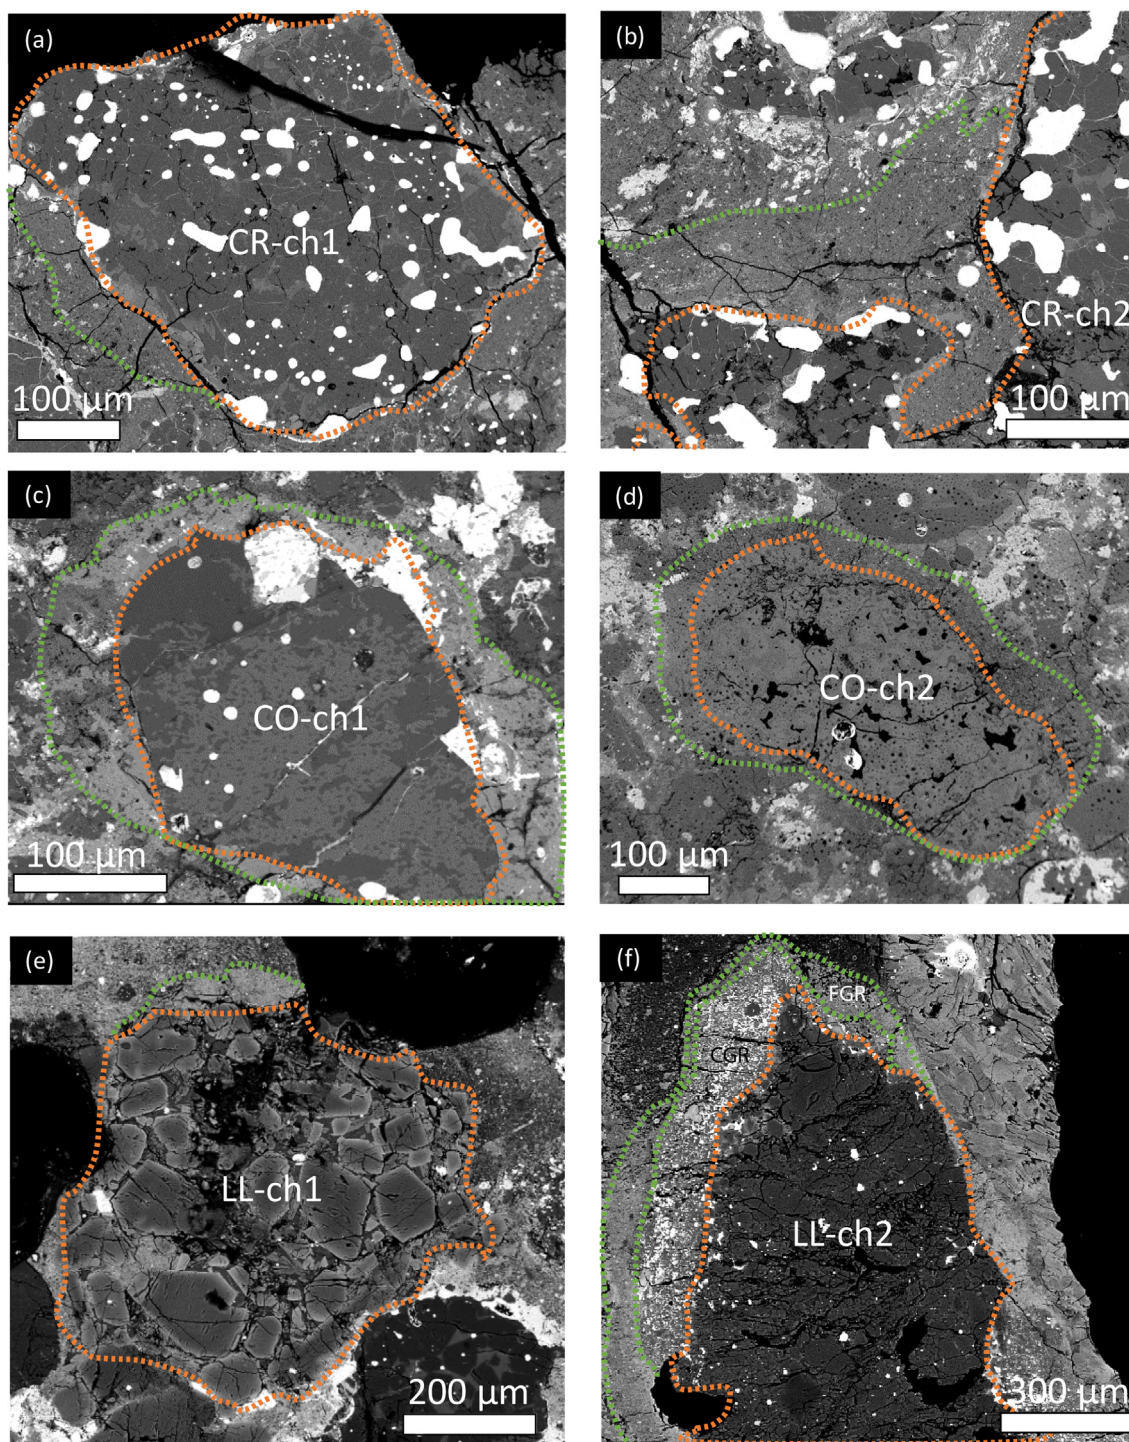 (a)
CR-ch1
100 µm
(b)
CR-ch2
100 µm
(c)
CO-ch1
100 µm
(d)
CO-ch2
100 µm
(e)
LL-ch1
200 µm
(f)
FGR
CGR
LL-ch2
300 µm